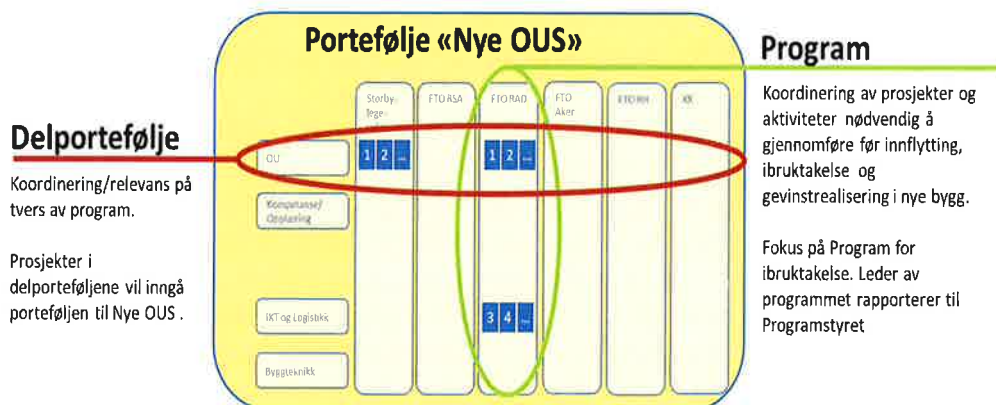 Portefølje «Nye OUS»
Program
Koordinering av prosjekter og
aktiviteter nødvendig å
gjennomføre før innflytting,
ibruktakelse og
gevinstrealisering i nye bygg.
Fokus på Program for
ibruktakelse. Leder av
programmet rapporterer til
Programstyret
Delportefølje
Koordinering/relevans på
tvers av program.
Prosjekter i
delporteføljene vil inngå
porteføljen til Nye OUS .
Storby-
lege-
FTO RSA
FTO RAD
FTO
Aker
FTO RH
OU
1 2
1 2
Kompetanse/
Opplæring
IKT og Logistikk
3 4
Byggteknikk